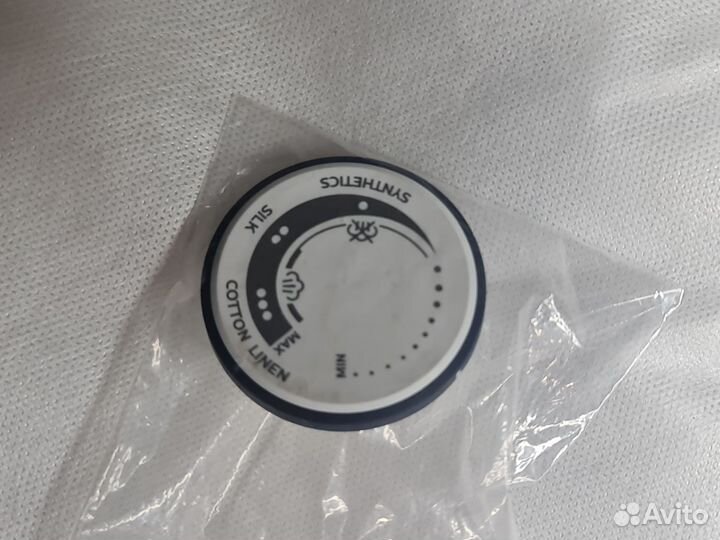 SYNTHETICS
SILK
COTTON LINEN
MAX
MIN
Avito